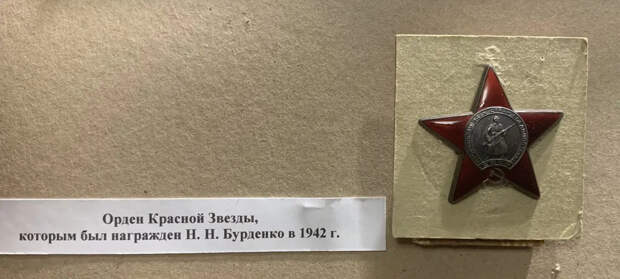 Орден Красной Звезды,
которым был награжден Н. Н. Бурденко в 1942 г.